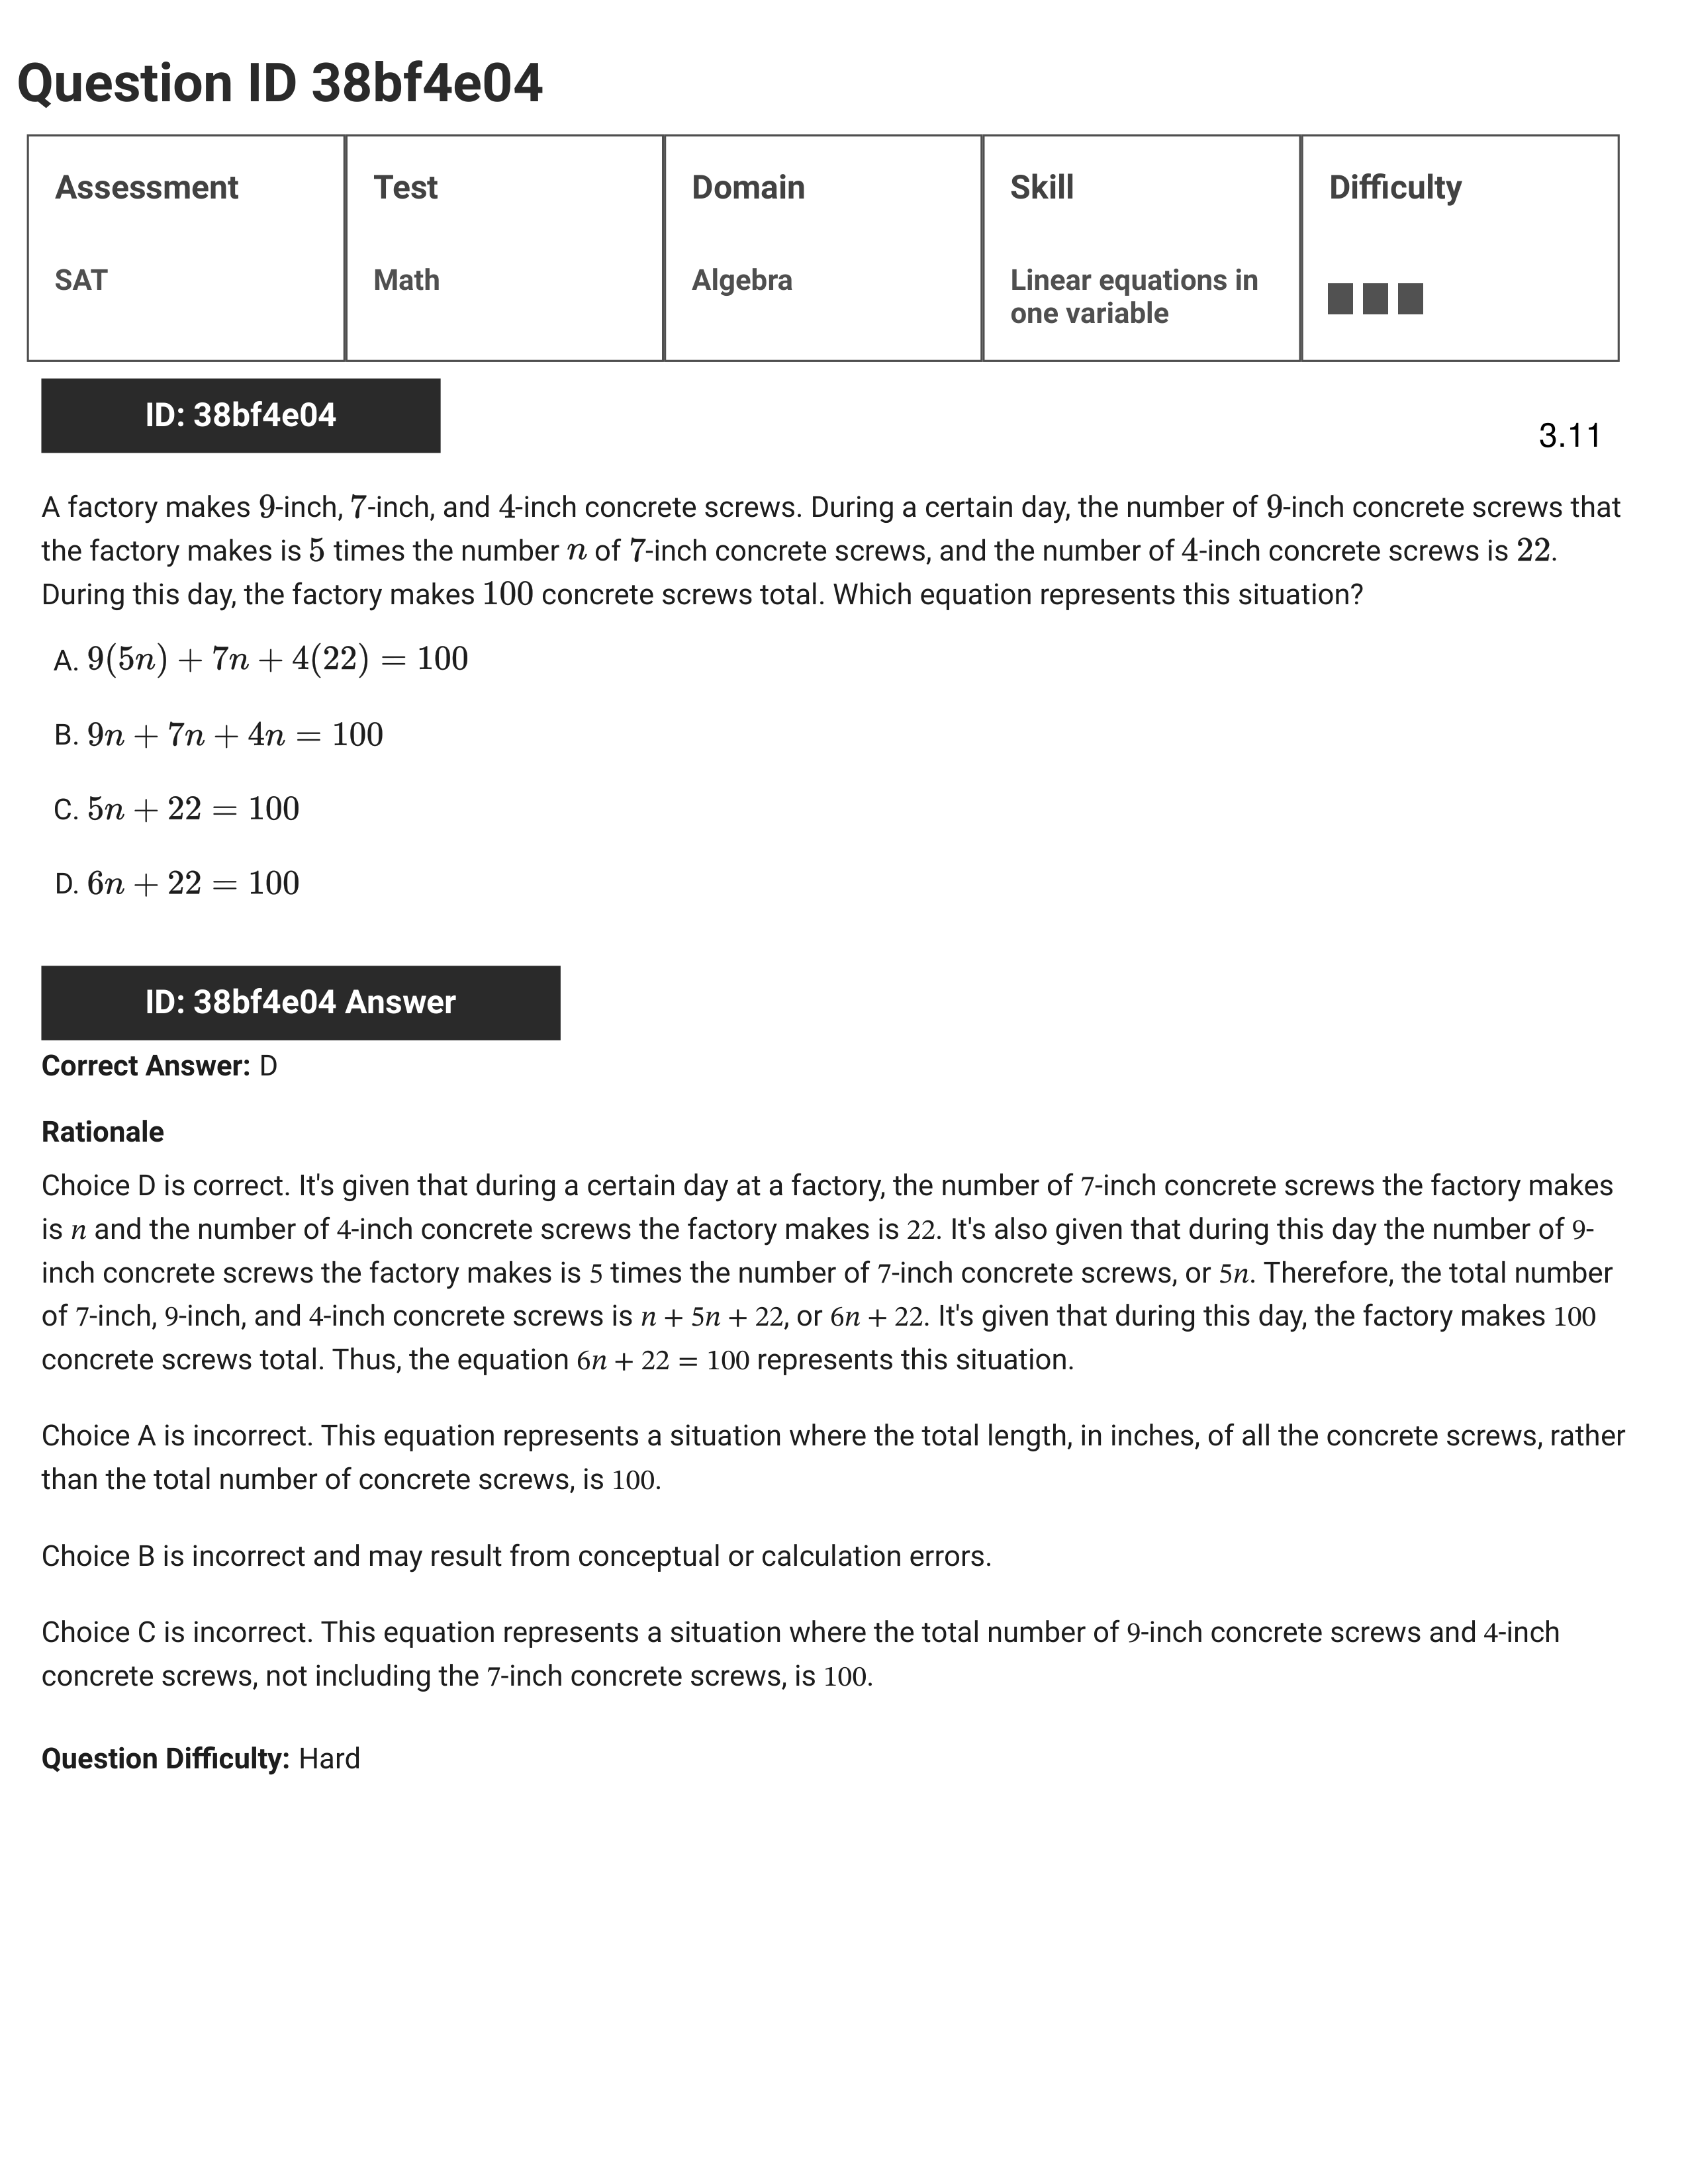 Question ID 38bf4e04
Assessment Test Domain Skill Difficulty
SAT Math Algebra Linear equations in
one variable
ID: 38bf4e04
3.11
A factory makes 9-inch, 7-inch, and 4-inch concrete screws. During a certain day, the number of 9-inch concrete screws that
the factory makes is 5 times the number n of 7-inch concrete screws, and the number of 4-inch concrete screws is 22.
During this day, the factory makes 100 concrete screws total. Which equation represents this situation?
A. 9(5n) + 7n + 4(22) = 100
B. 9n + 7n + 4n = 100
C. 5n + 22 = 100
D. 6n + 22 = 100
ID: 38bf4e04 Answer
Correct Answer: D
Rationale
Choice D is correct. It's given that during a certain day at a factory, the number of 7-inch concrete screws the factory makes
is n and the number of 4-inch concrete screws the factory makes is 22. It's also given that during this day the number of 9-
inch concrete screws the factory makes is 5 times the number of 7-inch concrete screws, or 5n. Therefore, the total number
of 7-inch, 9-inch, and 4-inch concrete screws is n + 5n + 22, or 6n + 22. It's given that during this day, the factory makes 100
concrete screws total. Thus, the equation 6n + 22 = 100 represents this situation.
Choice A is incorrect. This equation represents a situation where the total length, in inches, of all the concrete screws, rather
than the total number of concrete screws, is 100.
Choice B is incorrect and may result from conceptual or calculation errors.
Choice C is incorrect. This equation represents a situation where the total number of 9-inch concrete screws and 4-inch
concrete screws, not including the 7-inch concrete screws, is 100.
Question Difficulty: Hard